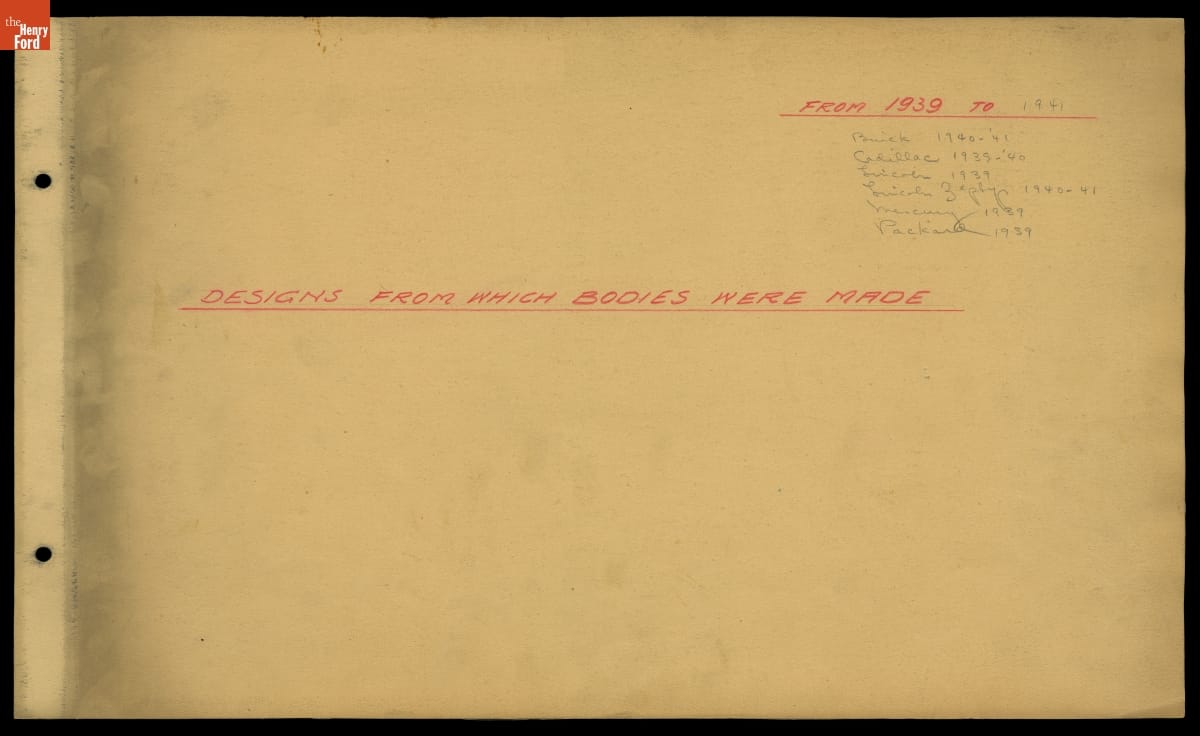 the
Henry
Ford
FROM 1939 TO 1941
Buick 1940-'41
Cadillac 1939-'40
Lincoln 1939
Lincoln Zephyr 1940-41
Mercury 1939
Packard 1939
DESIGNS FROM WHICH BODIES WERE MADE